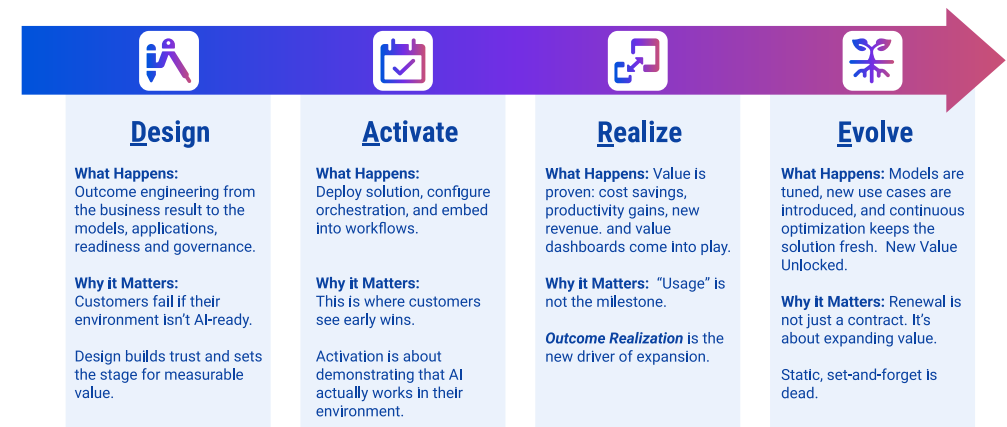 Design
What Happens:
Outcome engineering from
the business result to the
models, applications,
readiness and governance.
Why it Matters:
Customers fail if their
environment isn’t AI-ready.
Design builds trust and sets
the stage for measurable
value.
Activate
What Happens:
Deploy solution, configure
orchestration, and embed
into workflows.
Why it Matters:
This is where customers
see early wins.
Activation is about
demonstrating that AI
actually works in their
environment.
Realize
What Happens: Value is
proven: cost savings,
productivity gains, new
revenue. and value
dashboards come into play.
Why it Matters: “Usage” is
not the milestone.
Outcome Realization is the
new driver of expansion.
Evolve
What Happens: Models are
tuned, new use cases are
introduced, and continuous
optimization keeps the
solution fresh. New Value
Unlocked.
Why it Matters: Renewal is
not just a contract. It’s
about expanding value.
Static, set-and-forget is
dead.